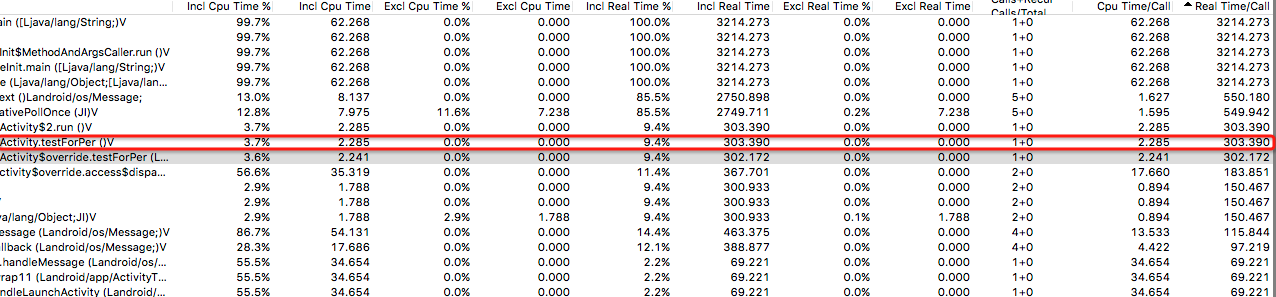 Incl Cpu Time % Incl Cpu Time Excl Cpu Time % Excl Cpu Time Incl Real Time % Incl Real Time Excl Real Time % Excl Real Time Calls+Recur Calls/Total Cpu Time/Call Real Time/Call
ain ([Ljava/lang/String;)V 99.7% 62.268 0.0% 0.000 100.0% 3214.273 0.0% 0.000 1+0 62.268 3214.273
99.7% 62.268 0.0% 0.000 100.0% 3214.273 0.0% 0.000 1+0 62.268 3214.273
Init$MethodAndArgsCaller.run ()V 99.7% 62.268 0.0% 0.000 100.0% 3214.273 0.0% 0.000 1+0 62.268 3214.273
eInit.main ([Ljava/lang/String;)V 99.7% 62.268 0.0% 0.000 100.0% 3214.273 0.0% 0.000 1+0 62.268 3214.273
e (Ljava/lang/Object;[Ljava/lan... 99.7% 62.268 0.0% 0.000 100.0% 3214.273 0.0% 0.000 1+0 62.268 3214.273
ext ()Landroid/os/Message; 13.0% 8.137 0.0% 0.000 85.5% 2750.898 0.0% 0.000 5+0 1.627 550.180
ativePollOnce (JI)V 12.8% 7.975 11.6% 7.238 85.5% 2749.711 0.2% 7.238 5+0 1.595 549.942
Activity$2.run ()V 3.7% 2.285 0.0% 0.000 9.4% 303.390 0.0% 0.000 1+0 2.285 303.390
Activity.testForPer ()V 3.7% 2.285 0.0% 0.000 9.4% 303.390 0.0% 0.000 1+0 2.285 303.390
Activity$override.testForPer (L... 3.6% 2.241 0.0% 0.000 9.4% 302.172 0.0% 0.000 1+0 2.241 302.172
ctivity$override.access$dispa... 56.6% 35.319 0.0% 0.000 11.4% 367.701 0.0% 0.000 2+0 17.660 183.851
2.9% 1.788 0.0% 0.000 9.4% 300.933 0.0% 0.000 2+0 0.894 150.467
2.9% 1.788 0.0% 0.000 9.4% 300.933 0.0% 0.000 2+0 0.894 150.467
va/lang/Object;JI)V 2.9% 1.788 2.9% 1.788 9.4% 300.933 0.1% 1.788 2+0 0.894 150.467
essage (Landroid/os/Message;)V 86.7% 54.131 0.0% 0.000 14.4% 463.375 0.0% 0.000 4+0 13.533 115.844
llback (Landroid/os/Message;)V 28.3% 17.686 0.0% 0.000 12.1% 388.877 0.0% 0.000 4+0 4.422 97.219
.handleMessage (Landroid/os/... 55.5% 34.654 0.0% 0.000 2.2% 69.221 0.0% 0.000 1+0 34.654 69.221
wrap11 (Landroid/app/ActivityT... 55.5% 34.654 0.0% 0.000 2.2% 69.221 0.0% 0.000 1+0 34.654 69.221
ndleLaunchActivity (Landroid/... 55.5% 34.654 0.0% 0.000 2.2% 69.221 0.0% 0.000 1+0 34.654 69.221